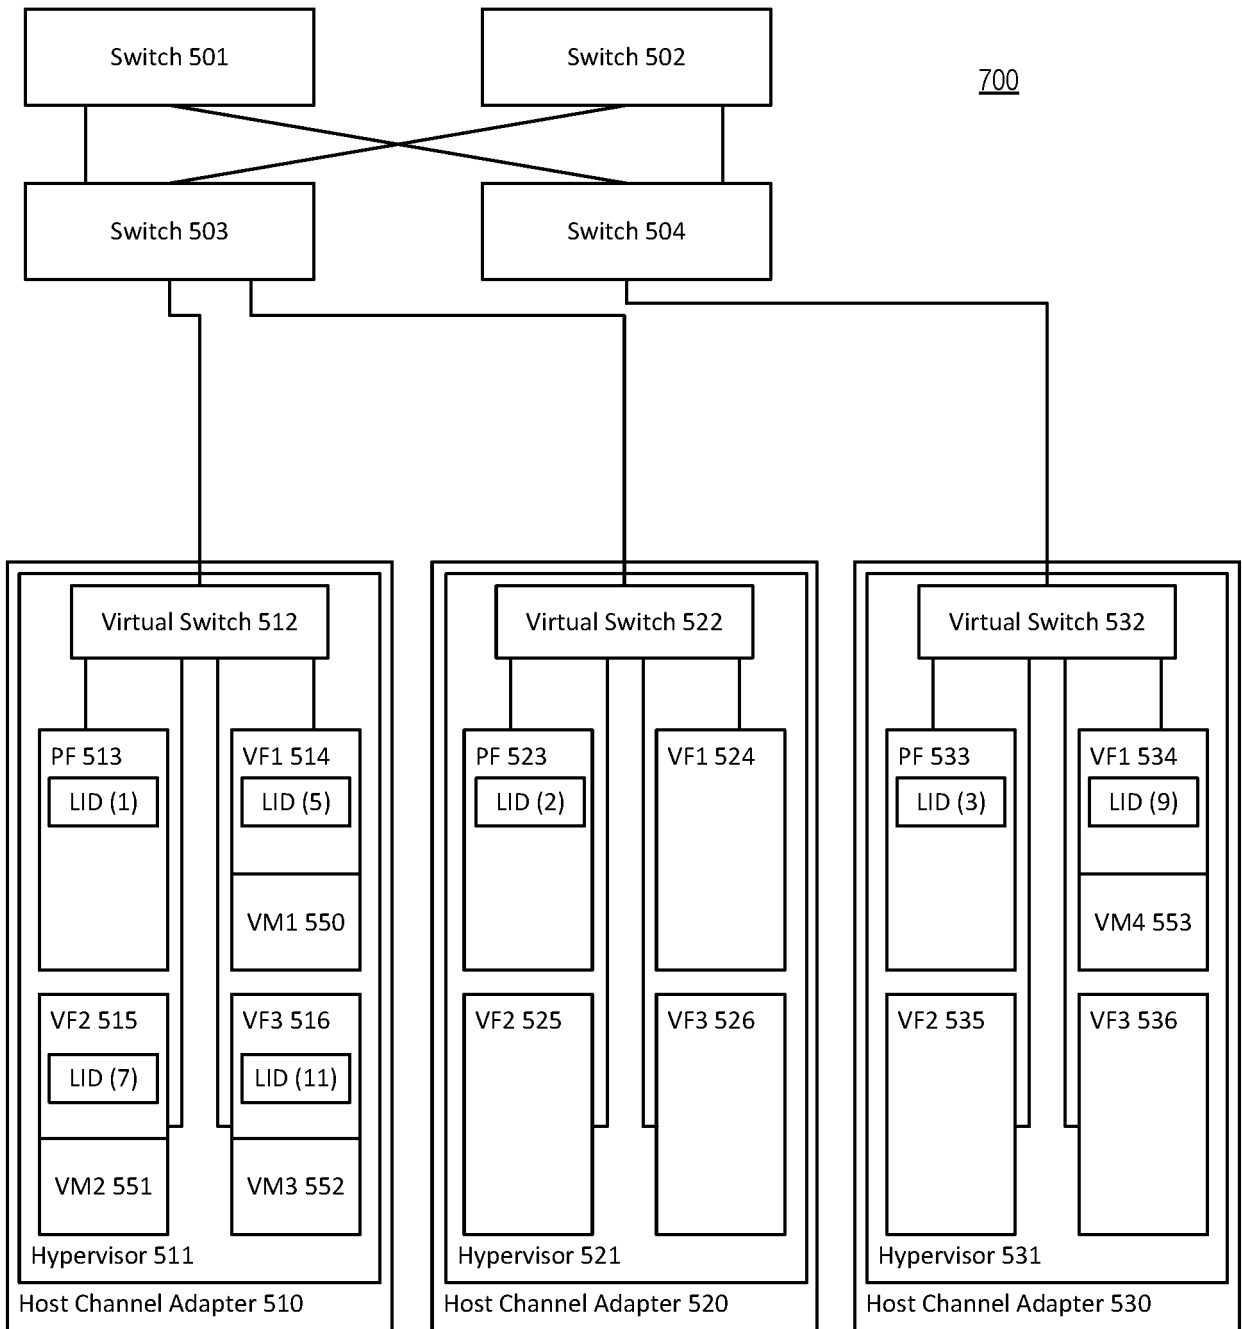 Switch 501
Switch 502
700
Switch 503
Switch 504
Virtual Switch 512
PF 513
LID (1)
VF1 514
LID (5)
VM1 550
VF2 515
LID (7)
VM2 551
VF3 516
LID (11)
VM3 552
Hypervisor 511
Host Channel Adapter 510
Virtual Switch 522
PF 523
LID (2)
VF1 524
VF2 525
VF3 526
Hypervisor 521
Host Channel Adapter 520
Virtual Switch 532
PF 533
LID (3)
VF1 534
LID (9)
VM4 553
VF2 535
VF3 536
Hypervisor 531
Host Channel Adapter 530